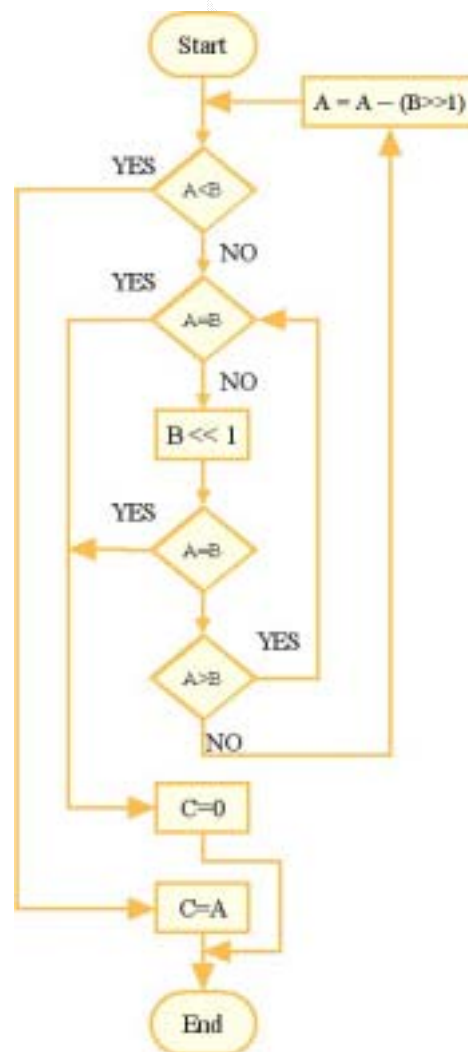 Start
A = A – (B>>1)
YES
A<B
NO
YES
A=B
NO
B << 1
YES
A=B
YES
A>B
NO
C=0
C=A
End